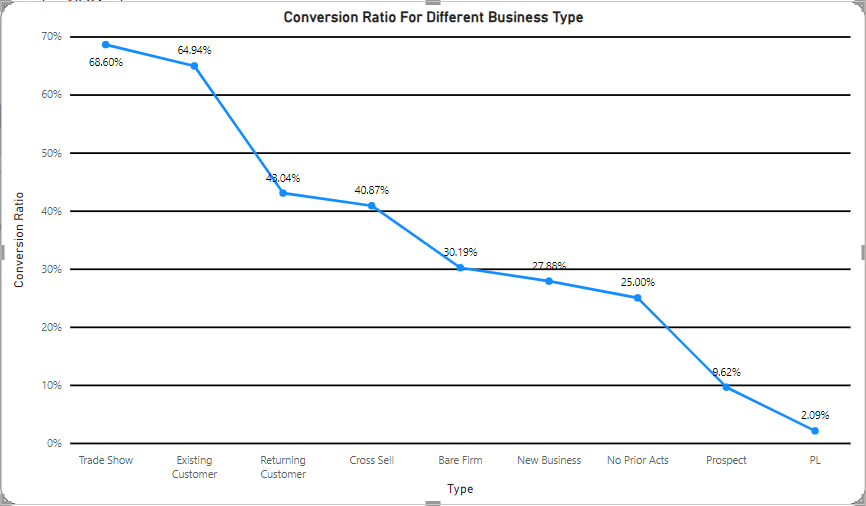 Conversion Ratio For Different Business Type
70%
60%
50%
40%
30%
20%
10%
0%
Conversion Ratio
68.60%
64.94%
43.04%
40.87%
30.19%
27.88%
25.00%
9.62%
2.09%
Trade Show
Existing
Customer
Returning
Customer
Cross Sell
Bare Firm
New Business
No Prior Acts
Prospect
PL
Type